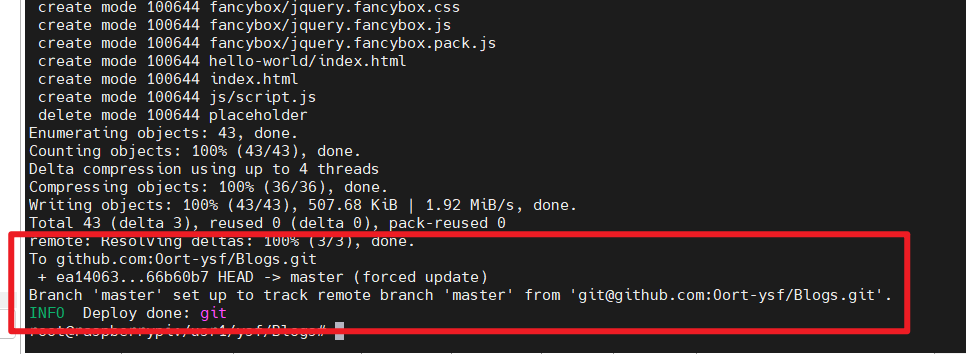 create mode 100644 fancybox/jquery.fancybox.css
create mode 100644 fancybox/jquery.fancybox.js
create mode 100644 fancybox/jquery.fancybox.pack.js
create mode 100644 hello-world/index.html
create mode 100644 index.html
create mode 100644 js/script.js
delete mode 100644 placeholder
Enumerating objects: 43, done.
Counting objects: 100% (43/43), done.
Delta compression using up to 4 threads
Compressing objects: 100% (36/36), done.
Writing objects: 100% (43/43), 507.68 KiB | 1.92 MiB/s, done.
Total 43 (delta 3), reused 0 (delta 0), pack-reused 0
remote: Resolving deltas: 100% (3/3), done.
To github.com:Oort-ysf/Blogs.git
+ ea14063...66b60b7 HEAD -> master (forced update)
Branch 'master' set up to track remote branch 'master' from 'git@github.com:Oort-ysf/Blogs.git'.
INFO  Deploy done: git
root@raspberrypi:/usr1/ysf/Blogs#